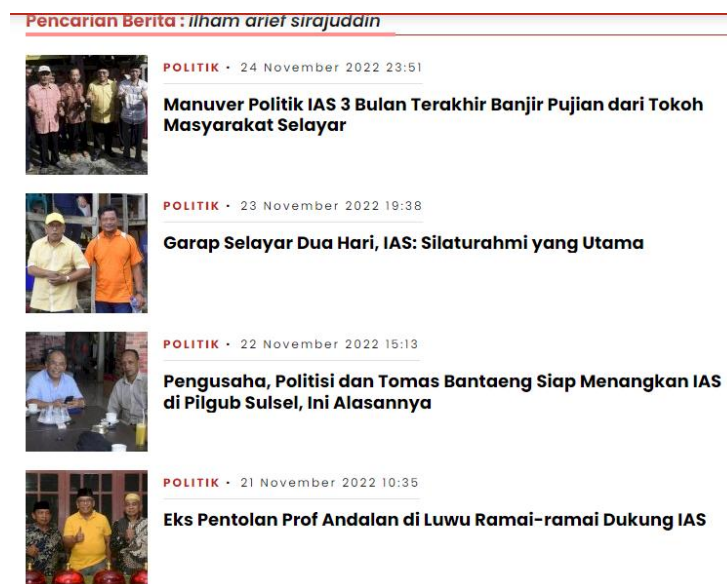 Pencarian Berita : ilham arief sirajuddin
POLITIK • 24 November 2022 23:51
Manuver Politik IAS 3 Bulan Terakhir Banjir Pujian dari Tokoh
Masyarakat Selayar
POLITIK • 23 November 2022 19:38
Garap Selayar Dua Hari, IAS: Silaturahmi yang Utama
POLITIK • 22 November 2022 15:13
Pengusaha, Politisi dan Tomas Bantaeng Siap Menangkan IAS
di Pilgub Sulsel, Ini Alasannya
POLITIK • 21 November 2022 10:35
Eks Pentolan Prof Andalan di Luwu Ramai-ramai Dukung IAS